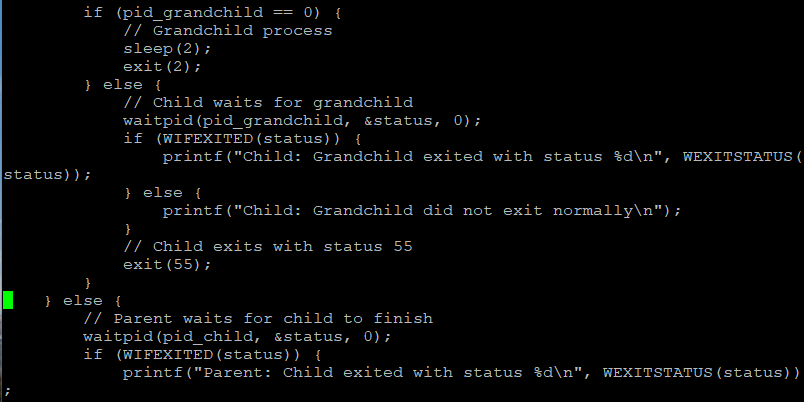 if (pid_grandchild == 0) {
            // Grandchild process
            sleep(2);
            exit(2);
        } else {
            // Child waits for grandchild
            waitpid(pid_grandchild, &status, 0);
            if (WIFEXITED(status)) {
                printf("Child: Grandchild exited with status %d\n", WEXITSTATUS(
status));
            } else {
                printf("Child: Grandchild did not exit normally\n");
            }
            // Child exits with status 55
            exit(55);
        }
    } else {
        // Parent waits for child to finish
        waitpid(pid_child, &status, 0);
        if (WIFEXITED(status)) {
            printf("Parent: Child exited with status %d\n", WEXITSTATUS(status))
;